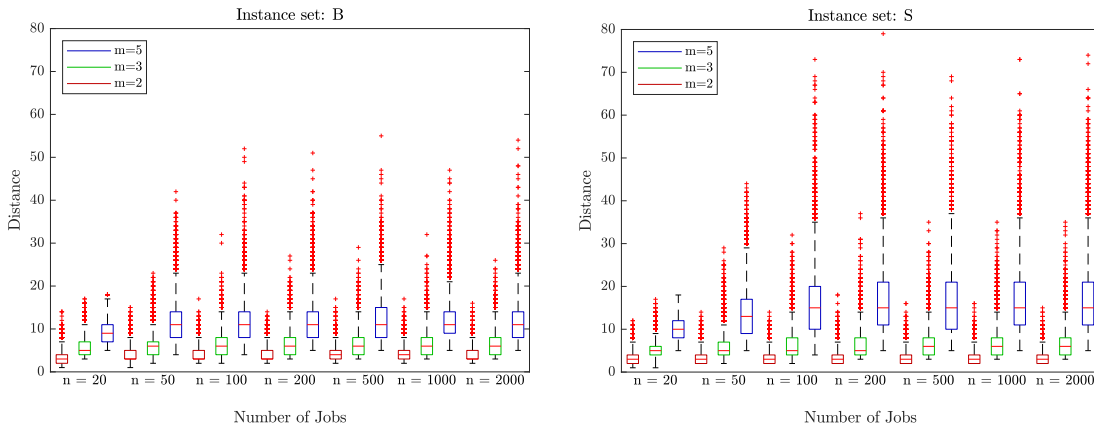 Instance set: B
80
70
60
50
40
30
20
10
0
Distance
m=5
m=3
m=2
n = 20
n = 50
n = 100
n = 200
n = 500
n = 1000
n = 2000
Number of Jobs
Instance set: S
80
70
60
50
40
30
20
10
0
Distance
m=5
m=3
m=2
n = 20
n = 50
n = 100
n = 200
n = 500
n = 1000
n = 2000
Number of Jobs